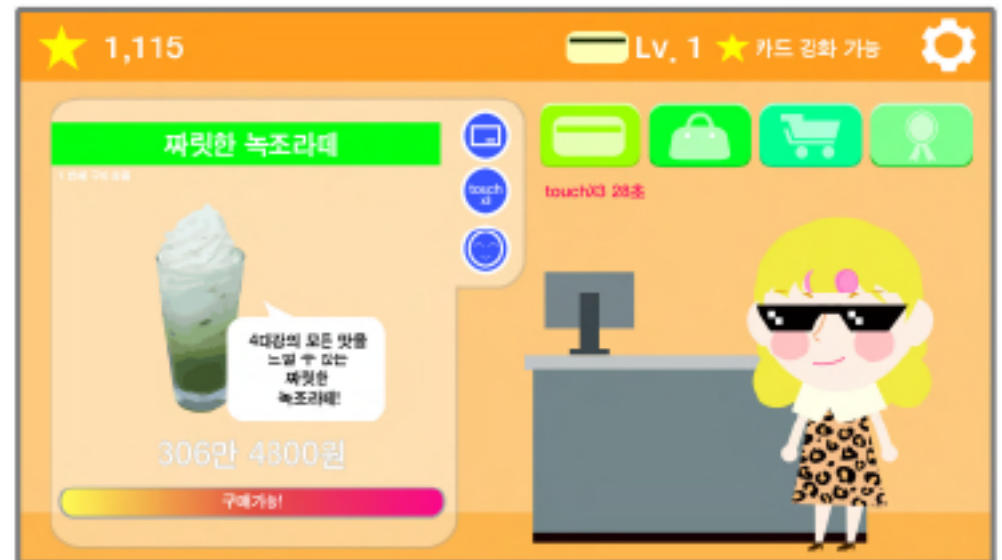 1,115
Lv. 1
카드 강화 가능
짜릿한 녹조라떼
touch
x3
touchX3 28초
4대강의 모든 맛을
느낄 수 있는
짜릿한
녹조라떼!
306만 4800원
구매가능!